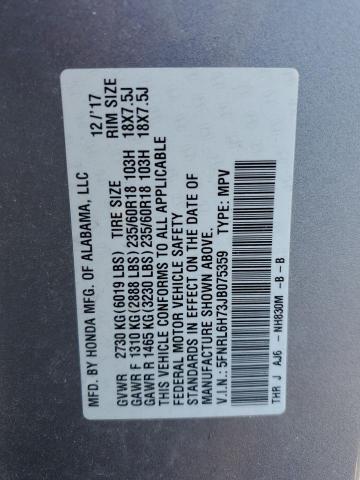 MFD. BY HONDA MFG. OF ALABAMA, LLC 12/'17
TIRE SIZE RIM SIZE
GVWR 2730 KG (6019 LBS)
GAWR F 1310 KG (2888 LBS) 235/60R18 103H 18X7.5J
GAWR R 1465 KG (3230 LBS) 235/60R18 103H 18X7.5J
THIS VEHICLE CONFORMS TO ALL APPLICABLE
FEDERAL MOTOR VEHICLE SAFETY
STANDARDS IN EFFECT ON THE DATE OF
MANUFACTURE SHOWN ABOVE.
V.I.N.: 5FNRL6H73JB075359 TYPE: MPV
THR J AJ6 - NH830M -B -B